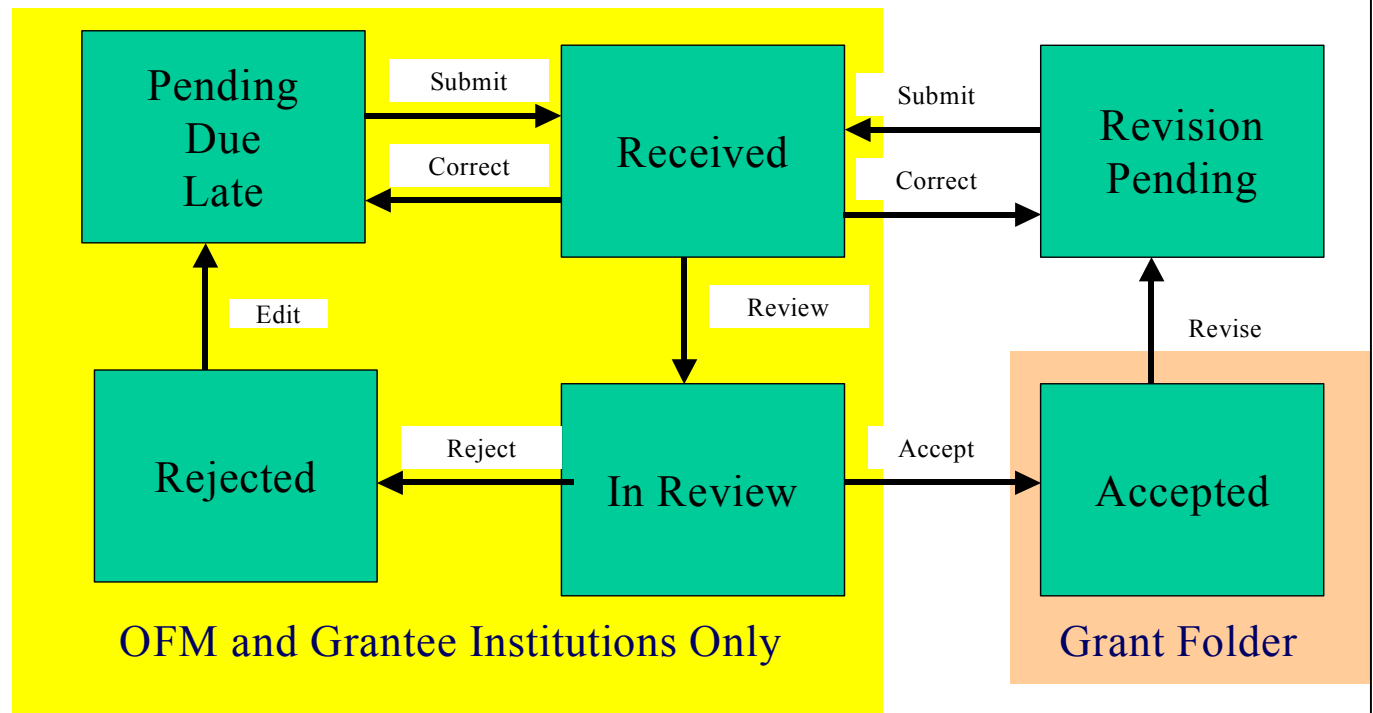 Pending
Due
Late
Submit
Correct
Received
Submit
Correct
Revision
Pending
Edit
Review
Revise
Rejected
Reject
In Review
Accept
Accepted
OFM and Grantee Institutions Only
Grant Folder